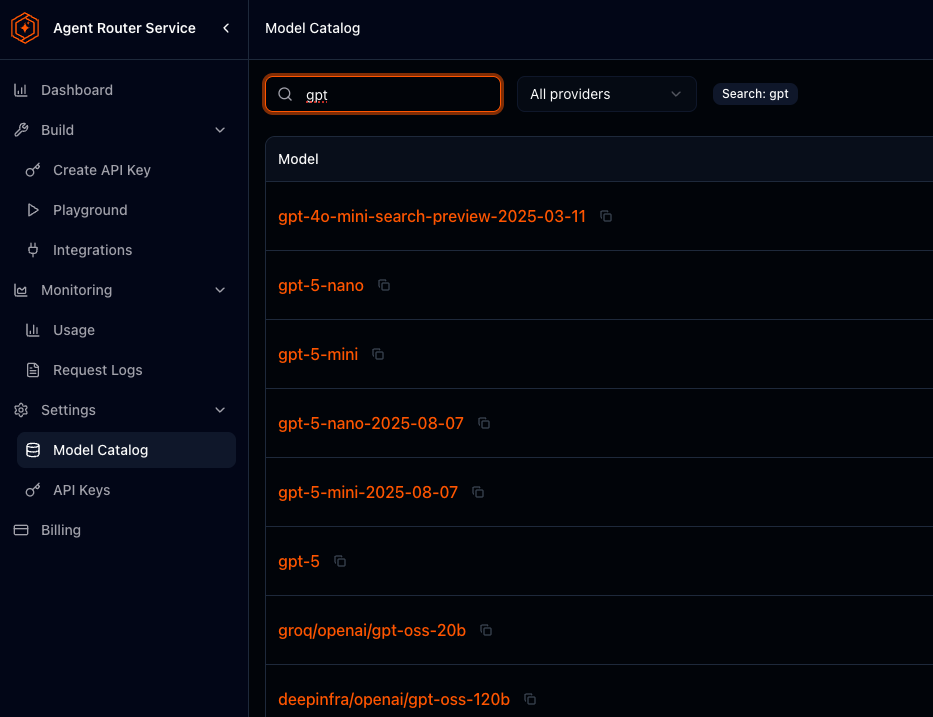 Agent Router Service
Model Catalog
Dashboard
Build
Create API Key
Playground
Integrations
Monitoring
Usage
Request Logs
Settings
Model Catalog
API Keys
Billing
gpt
All providers
Search: gpt
Model
gpt-4o-mini-search-preview-2025-03-11
gpt-5-nano
gpt-5-mini
gpt-5-nano-2025-08-07
gpt-5-mini-2025-08-07
gpt-5
groq/openai/gpt-oss-20b
deepinfra/openai/gpt-oss-120b